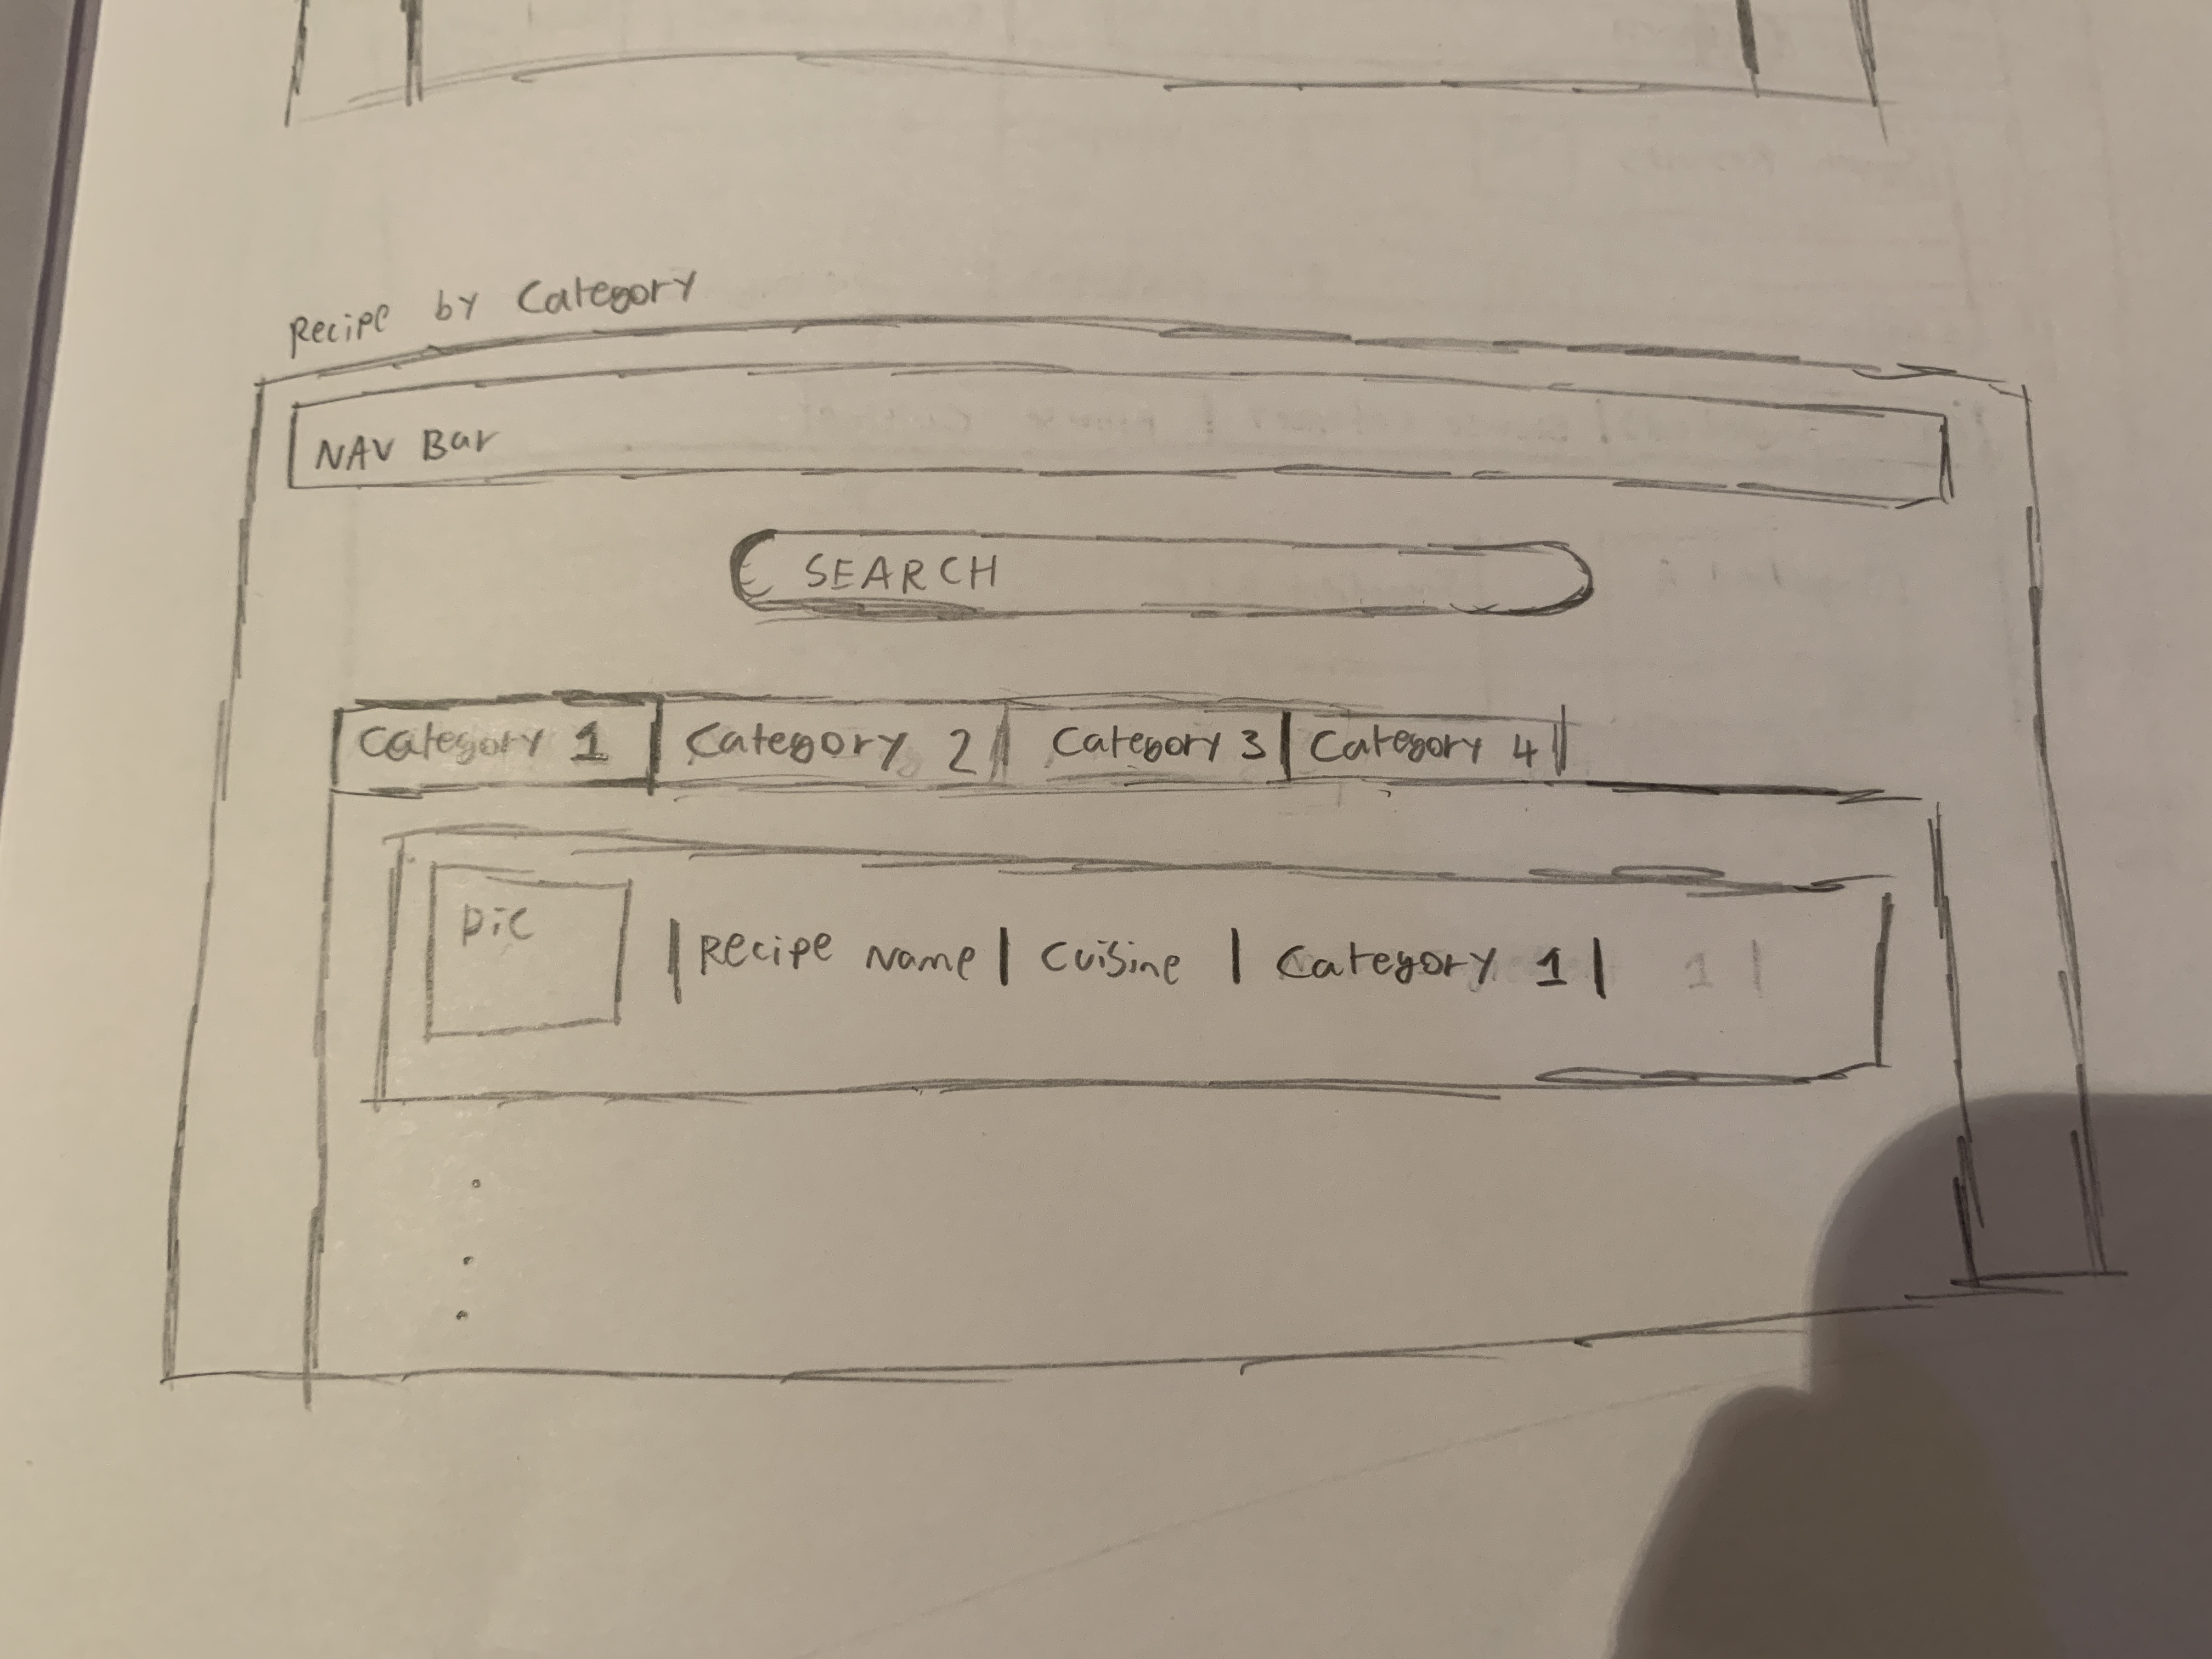 Recipe by Category
NAV Bar
SEARCH
Category 1 Category 2 Category 3 Category 4
Pic | Recipe Name | Cuisine | Category 1 | 1 |